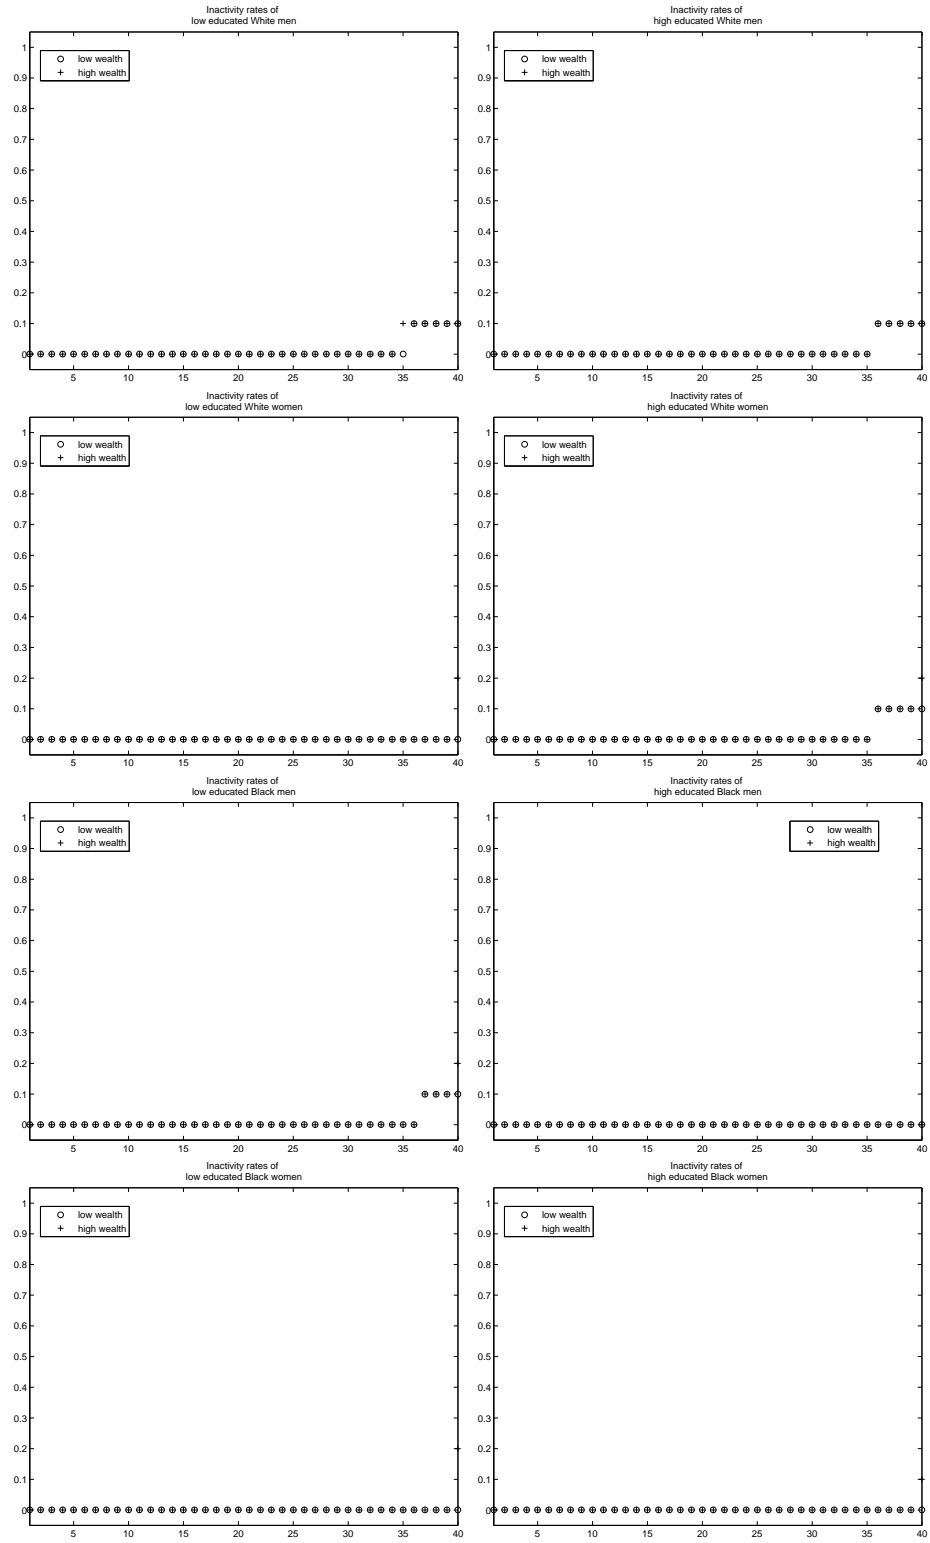 Inactivity rates of
low educated White men
low wealth
high wealth
1
0.9
0.8
0.7
0.6
0.5
0.4
0.3
0.2
0.1
0
5 10 15 20 25 30 35 40
Inactivity rates of
high educated White men
low wealth
high wealth
1
0.9
0.8
0.7
0.6
0.5
0.4
0.3
0.2
0.1
0
5 10 15 20 25 30 35 40
Inactivity rates of
low educated White women
low wealth
high wealth
1
0.9
0.8
0.7
0.6
0.5
0.4
0.3
0.2
0.1
0
5 10 15 20 25 30 35 40
Inactivity rates of
high educated White women
low wealth
high wealth
1
0.9
0.8
0.7
0.6
0.5
0.4
0.3
0.2
0.1
0
5 10 15 20 25 30 35 40
Inactivity rates of
low educated Black men
low wealth
high wealth
1
0.9
0.8
0.7
0.6
0.5
0.4
0.3
0.2
0.1
0
5 10 15 20 25 30 35 40
Inactivity rates of
high educated Black men
low wealth
high wealth
1
0.9
0.8
0.7
0.6
0.5
0.4
0.3
0.2
0.1
0
5 10 15 20 25 30 35 40
Inactivity rates of
low educated Black women
low wealth
high wealth
1
0.9
0.8
0.7
0.6
0.5
0.4
0.3
0.2
0.1
0
5 10 15 20 25 30 35 40
Inactivity rates of
high educated Black women
low wealth
high wealth
1
0.9
0.8
0.7
0.6
0.5
0.4
0.3
0.2
0.1
0
5 10 15 20 25 30 35 40